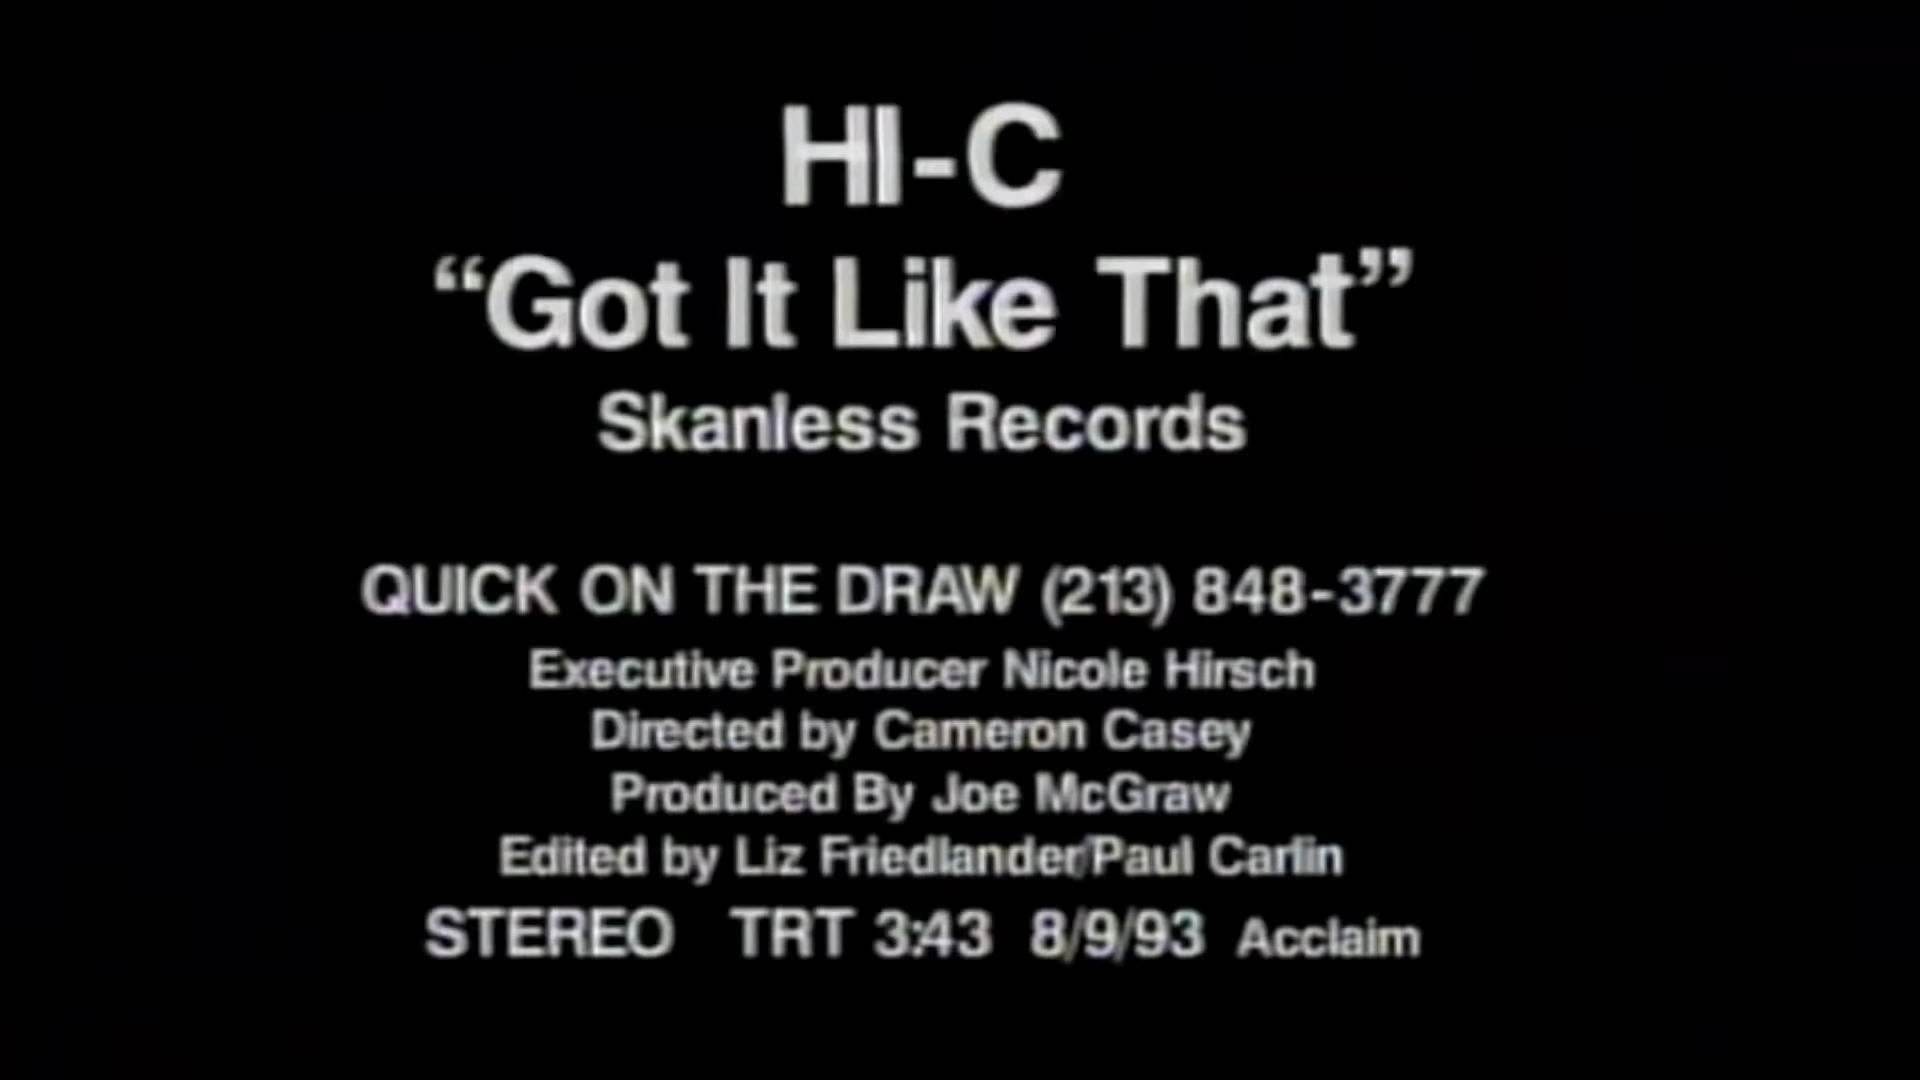 HI-C
“Got It Like That”
Skanless Records
QUICK ON THE DRAW (213) 848-3777
Executive Producer Nicole Hirsch
Directed by Cameron Casey
Produced By Joe McGraw
Edited by Liz Friedlander/Paul Carlin
STEREO TRT 3:43 8/9/93 Acclaim